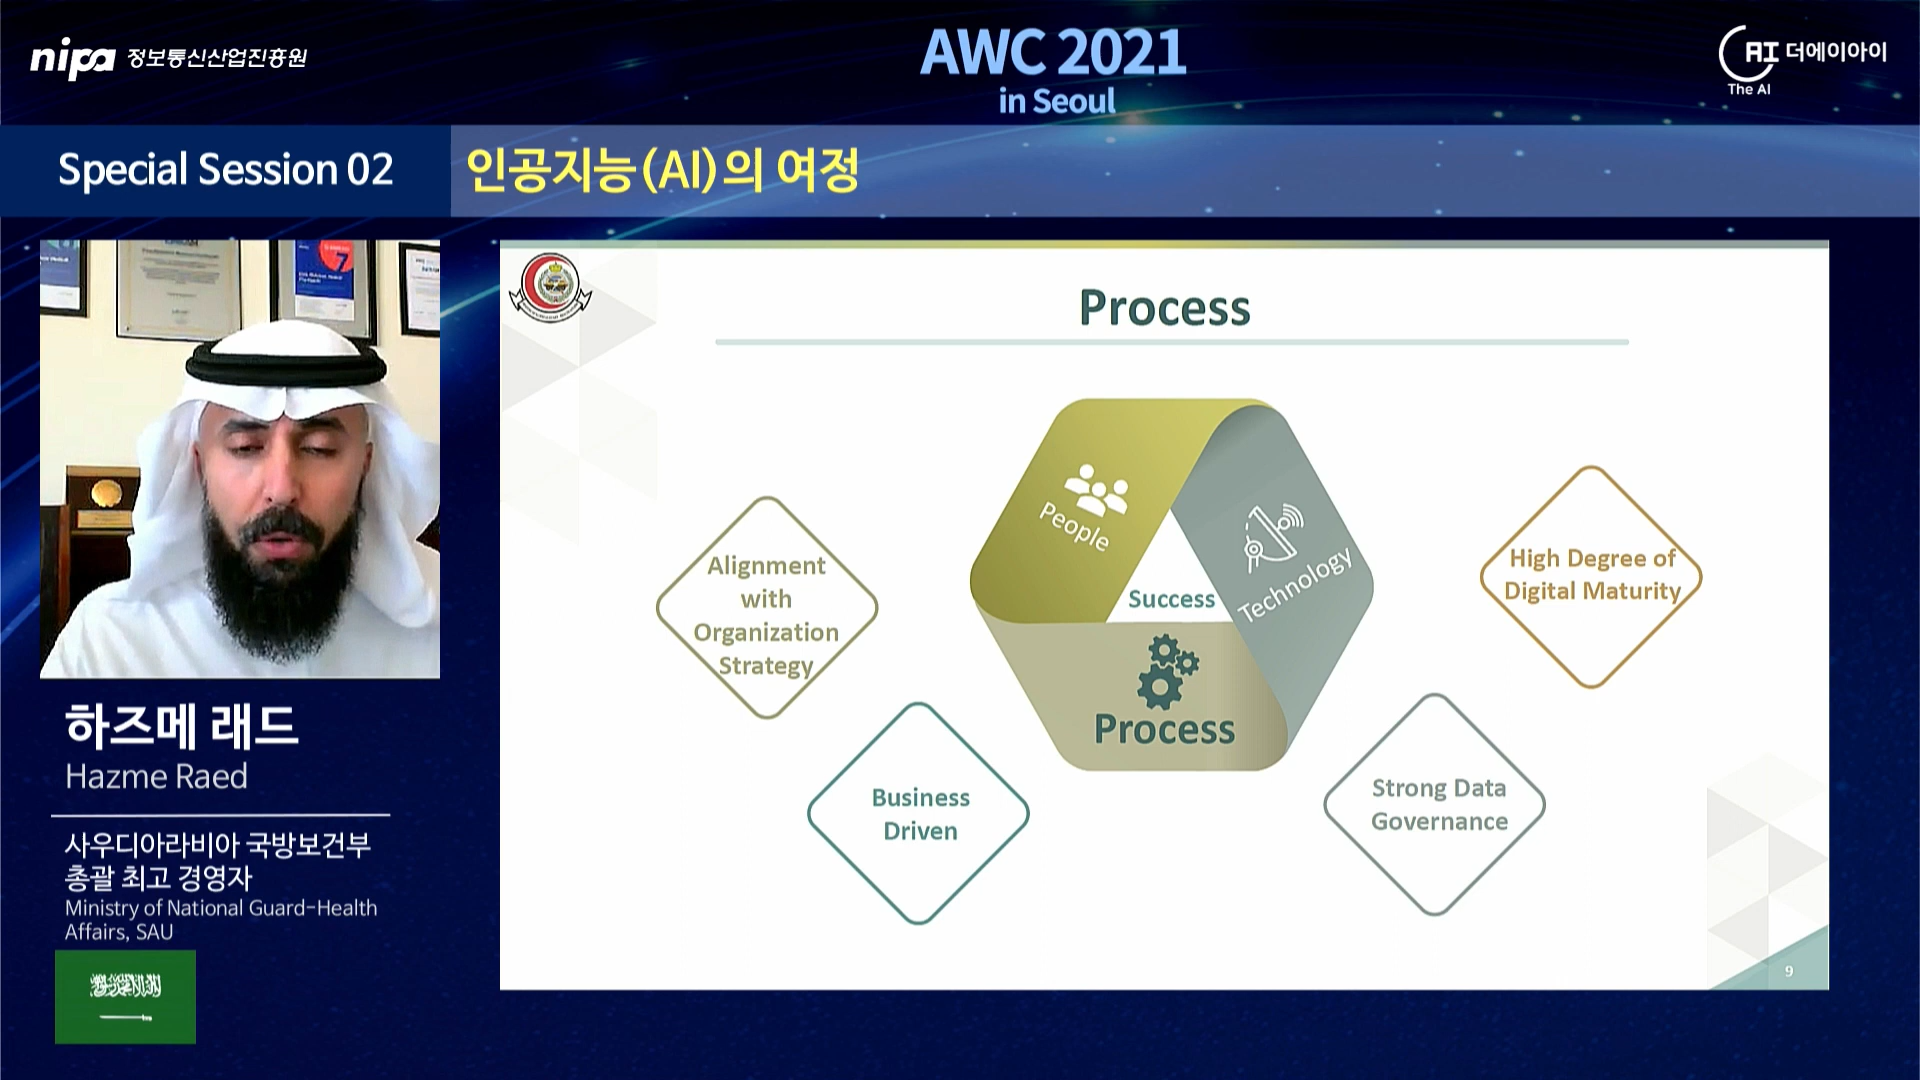 nipa 정보통신산업진흥원
AWC 2021
in Seoul
AI 더에이아이
The AI
Special Session 02
인공지능(AI)의 여정
하즈메 래드
Hazme Raed
사우디아라비아 국방보건부
총괄 최고 경영자
Ministry of National Guard-Health
Affairs, SAU
Process
People
Technology
Success
Process
Alignment
with
Organization
Strategy
Business
Driven
Strong Data
Governance
High Degree of
Digital Maturity
9